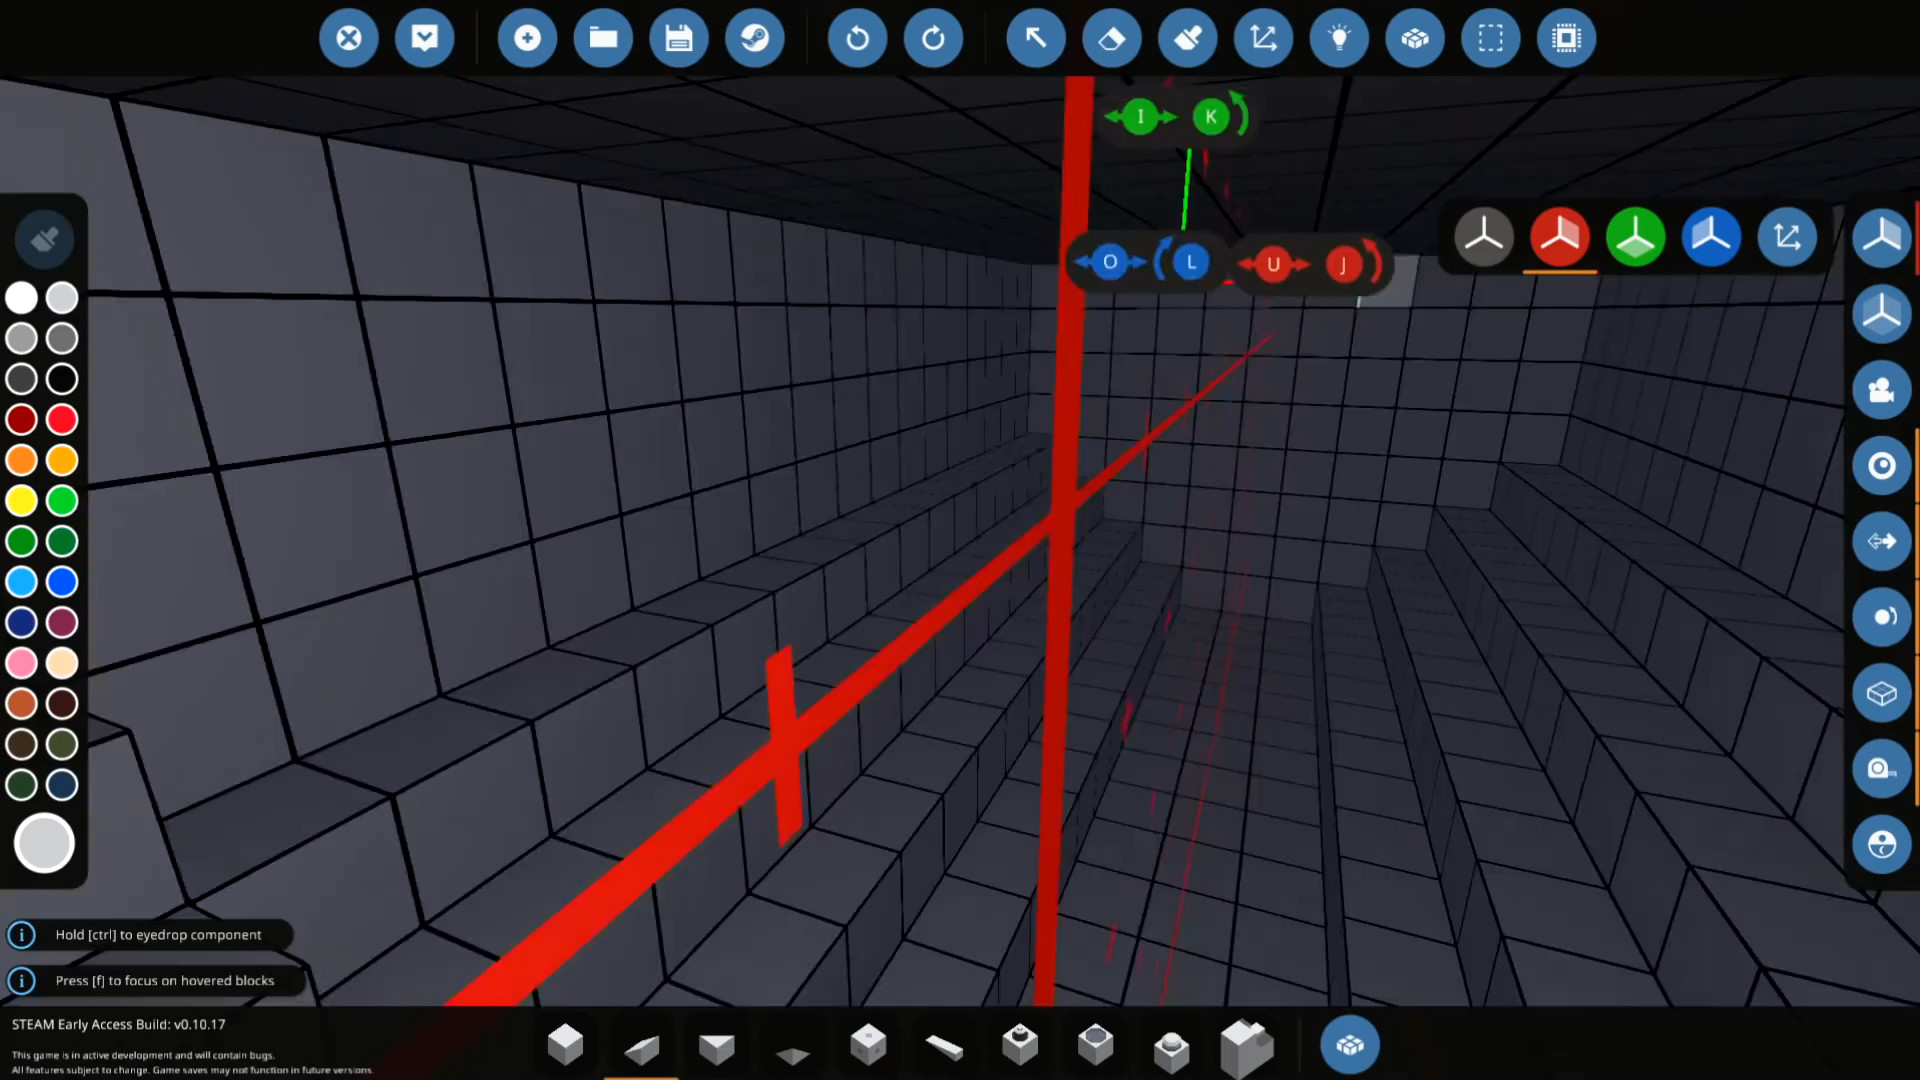 I K
O L U J
Hold [ctrl] to eyedrop component
Press [f] to focus on hovered blocks
STEAM Early Access Build: v0.10.17
This game is in active development and will contain bugs.
All features subject to change. Game saves may not function in future versions.